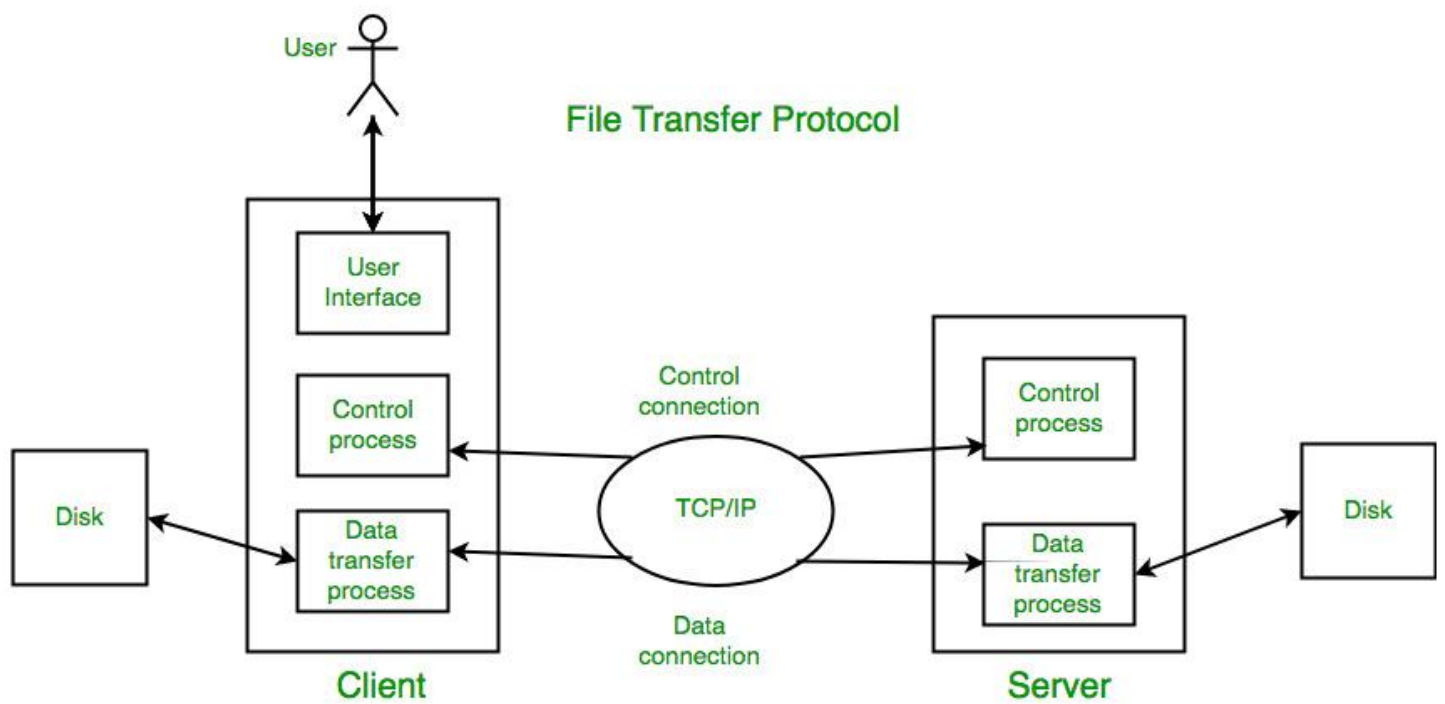 User
File Transfer Protocol
User
Interface
Control
process
Control
connection
Control
process
Disk
TCP/IP
Disk
Data
transfer
process
Data
transfer
process
Data
connection
Client
Server